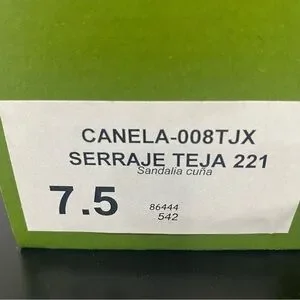 CANELA-008TJX
SERRAJE TEJA 221
Sandalia cuña
7.5
86444
542